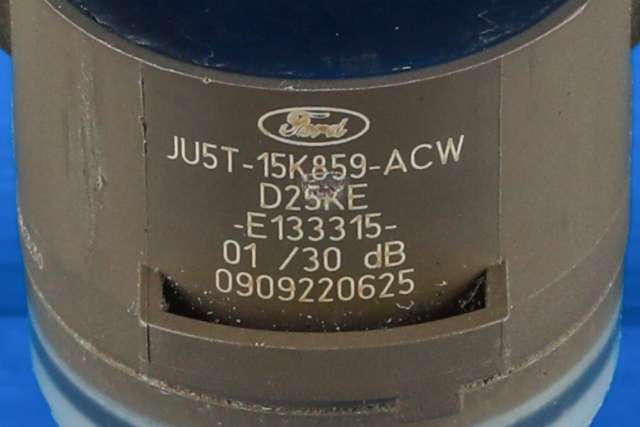 Ford
JU5T-15K859-ACW
D25KE
-E133315-
01 /30 dB
0909220625